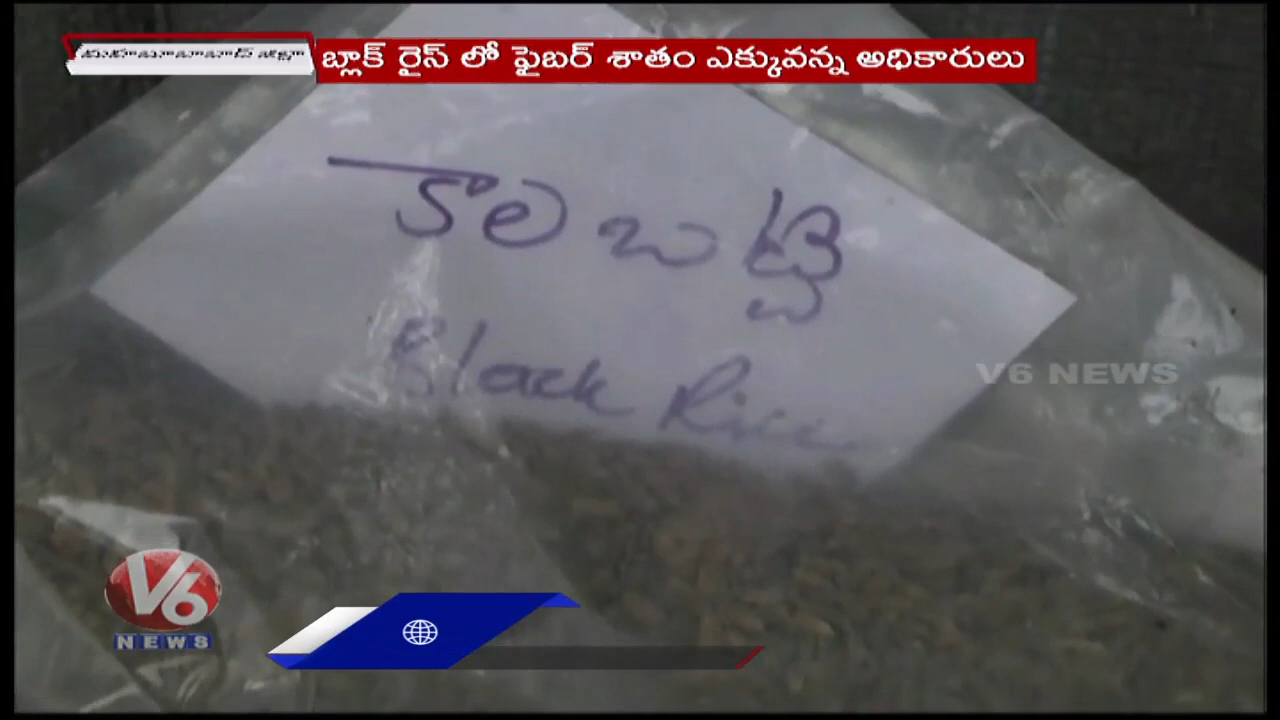 బ్లాక్ రైస్ లో ఫైబర్ శాతం ఎక్కువన్న అధికారులు
కాల బట్టి
Black Rice
V6 NEWS
V6
NEWS